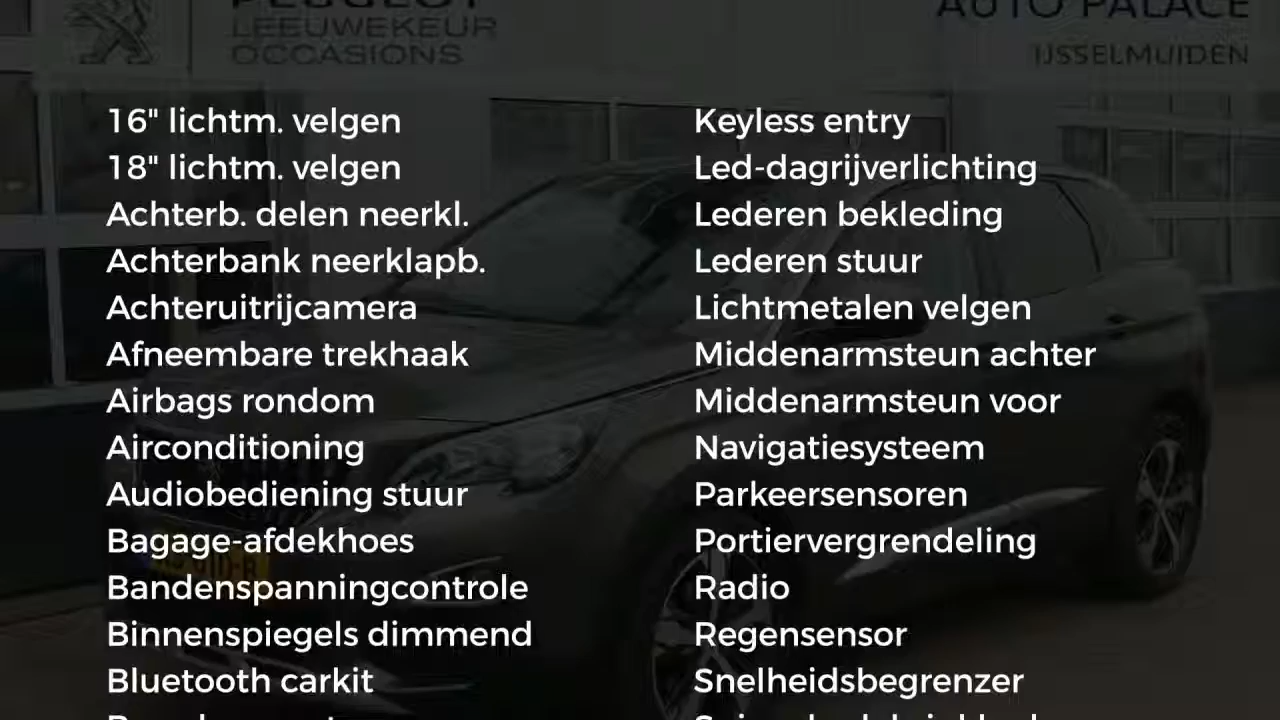 PEUGEOT
LEEUWEKEUR
OCCASIONS
AUTO PALACE
IJSSELMUIDEN
16" lichtm. velgen
18" lichtm. velgen
Achterb. delen neerkl.
Achterbank neerklapb.
Achteruitrijcamera
Afneembare trekhaak
Airbags rondom
Airconditioning
Audiobediening stuur
Bagage-afdekhoes
Bandenspanningcontrole
Binnenspiegels dimmend
Bluetooth carkit
Keyless entry
Led-dagrijverlichting
Lederen bekleding
Lederen stuur
Lichtmetalen velgen
Middenarmsteun achter
Middenarmsteun voor
Navigatiesysteem
Parkeersensoren
Portiervergrendeling
Radio
Regensensor
Snelheidsbegrenzer